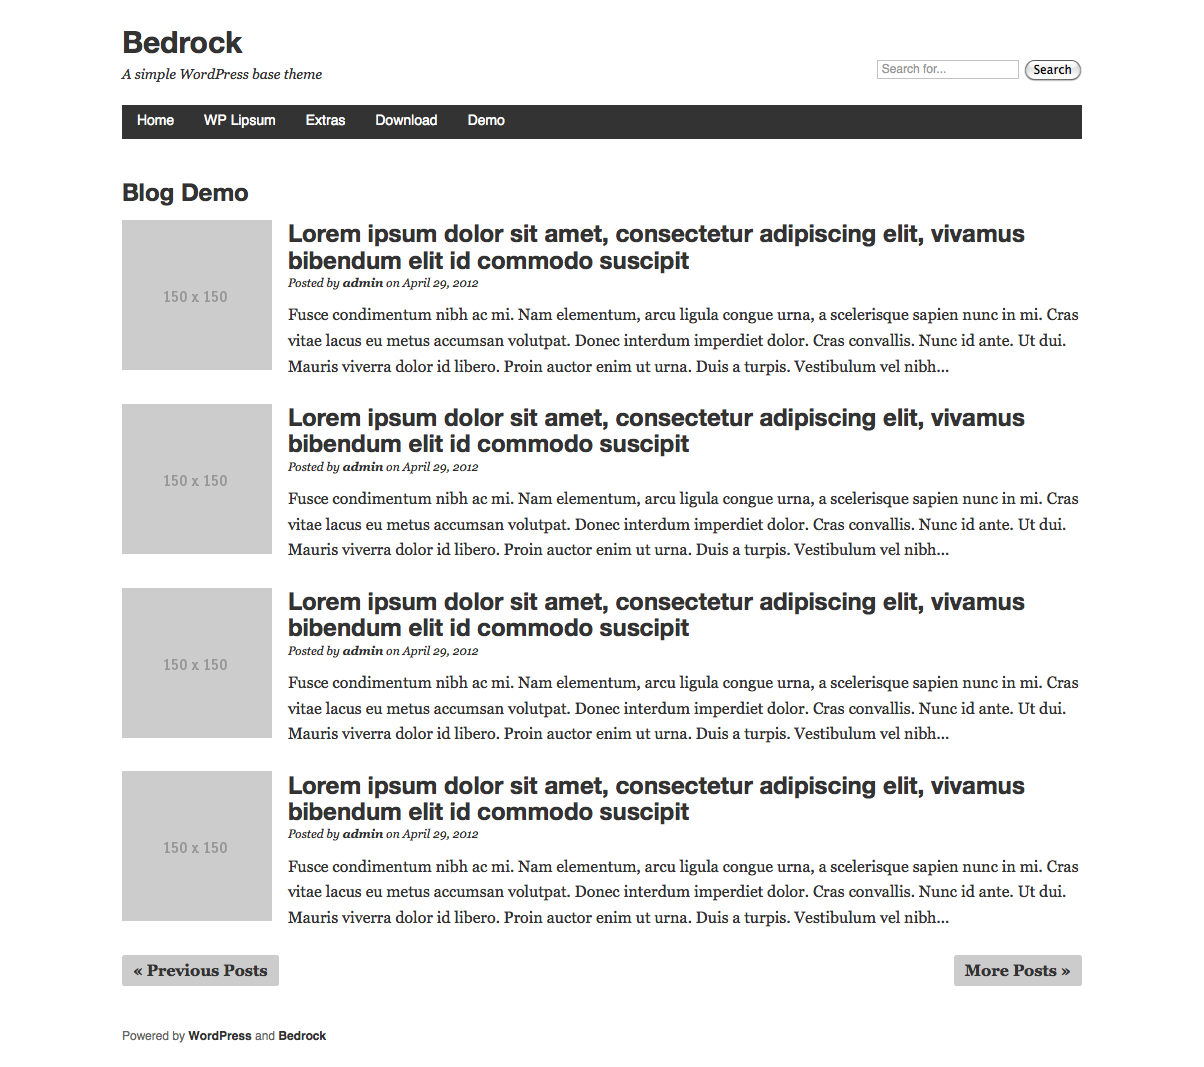 Bedrock
A simple WordPress base theme
Search for...
Search
Home WP Lipsum Extras Download Demo
Blog Demo
150 x 150
Lorem ipsum dolor sit amet, consectetur adipiscing elit, vivamus
bibendum elit id commodo suscipit
Posted by admin on April 29, 2012
Fusce condimentum nibh ac mi. Nam elementum, arcu ligula congue urna, a scelerisque sapien nunc in mi. Cras
vitae lacus eu metus accumsan volutpat. Donec interdum imperdiet dolor. Cras convallis. Nunc id ante. Ut dui.
Mauris viverra dolor id libero. Proin auctor enim ut urna. Duis a turpis. Vestibulum vel nibh...
150 x 150
Lorem ipsum dolor sit amet, consectetur adipiscing elit, vivamus
bibendum elit id commodo suscipit
Posted by admin on April 29, 2012
Fusce condimentum nibh ac mi. Nam elementum, arcu ligula congue urna, a scelerisque sapien nunc in mi. Cras
vitae lacus eu metus accumsan volutpat. Donec interdum imperdiet dolor. Cras convallis. Nunc id ante. Ut dui.
Mauris viverra dolor id libero. Proin auctor enim ut urna. Duis a turpis. Vestibulum vel nibh...
150 x 150
Lorem ipsum dolor sit amet, consectetur adipiscing elit, vivamus
bibendum elit id commodo suscipit
Posted by admin on April 29, 2012
Fusce condimentum nibh ac mi. Nam elementum, arcu ligula congue urna, a scelerisque sapien nunc in mi. Cras
vitae lacus eu metus accumsan volutpat. Donec interdum imperdiet dolor. Cras convallis. Nunc id ante. Ut dui.
Mauris viverra dolor id libero. Proin auctor enim ut urna. Duis a turpis. Vestibulum vel nibh...
150 x 150
Lorem ipsum dolor sit amet, consectetur adipiscing elit, vivamus
bibendum elit id commodo suscipit
Posted by admin on April 29, 2012
Fusce condimentum nibh ac mi. Nam elementum, arcu ligula congue urna, a scelerisque sapien nunc in mi. Cras
vitae lacus eu metus accumsan volutpat. Donec interdum imperdiet dolor. Cras convallis. Nunc id ante. Ut dui.
Mauris viverra dolor id libero. Proin auctor enim ut urna. Duis a turpis. Vestibulum vel nibh...
« Previous Posts
More Posts »
Powered by WordPress and Bedrock